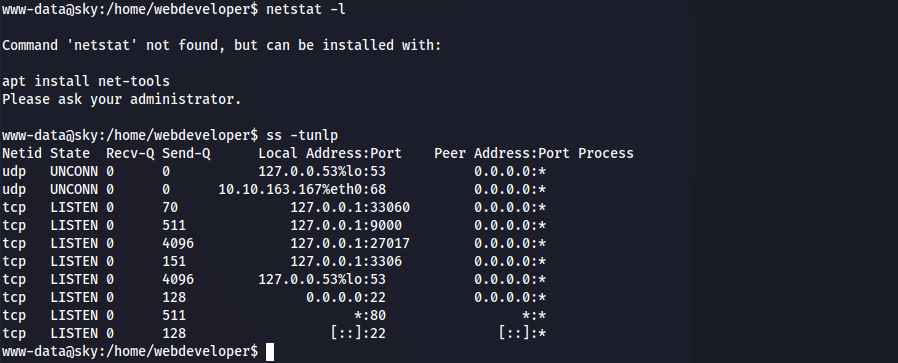 www-data@sky:/home/webdeveloper$ netstat -l
Command 'netstat' not found, but can be installed with:
apt install net-tools
Please ask your administrator.
www-data@sky:/home/webdeveloper$ ss -tunlp
Netid State Recv-Q Send-Q Local Address:Port Peer Address:Port Process
udp UNCONN 0 0 127.0.0.53%lo:53 0.0.0.0:*
udp UNCONN 0 0 10.10.163.167%eth0:68 0.0.0.0:*
tcp LISTEN 0 70 127.0.0.1:33060 0.0.0.0:*
tcp LISTEN 0 511 127.0.0.1:9000 0.0.0.0:*
tcp LISTEN 0 4096 127.0.0.1:27017 0.0.0.0:*
tcp LISTEN 0 151 127.0.0.1:3306 0.0.0.0:*
tcp LISTEN 0 4096 127.0.0.53%lo:53 0.0.0.0:*
tcp LISTEN 0 128 0.0.0.0:22 0.0.0.0:*
tcp LISTEN 0 511 *:80 *:*
tcp LISTEN 0 128 [::]:22 [::]:*
www-data@sky:/home/webdeveloper$